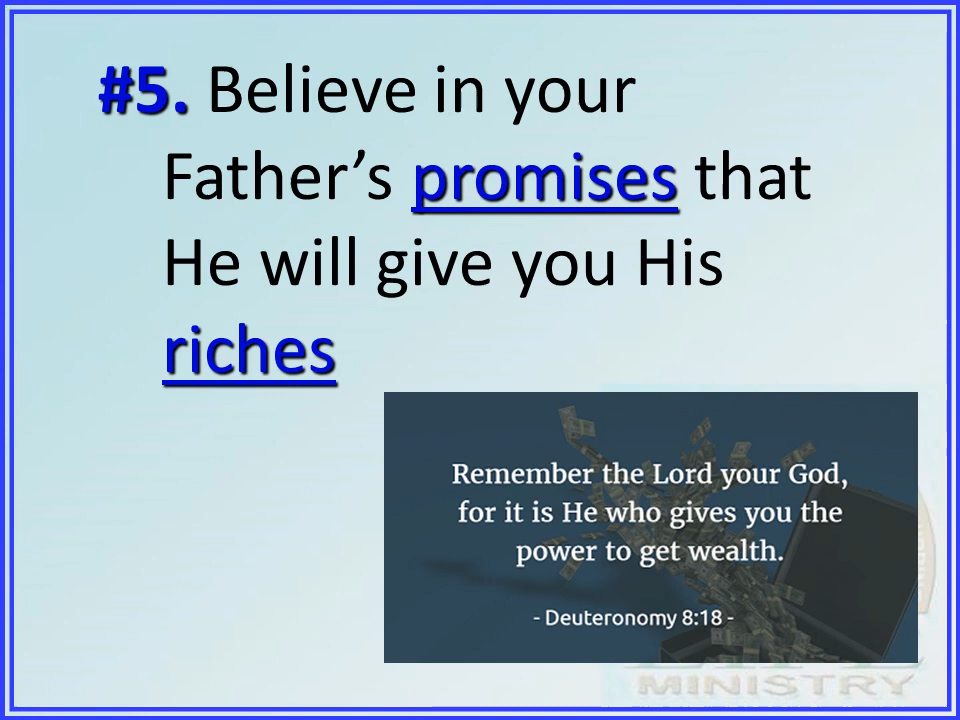 #5. Believe in your
Father’s promises that
He will give you His
riches
Remember the Lord your God,
for it is He who gives you the
power to get wealth.
- Deuteronomy 8:18 -
MINISTRY